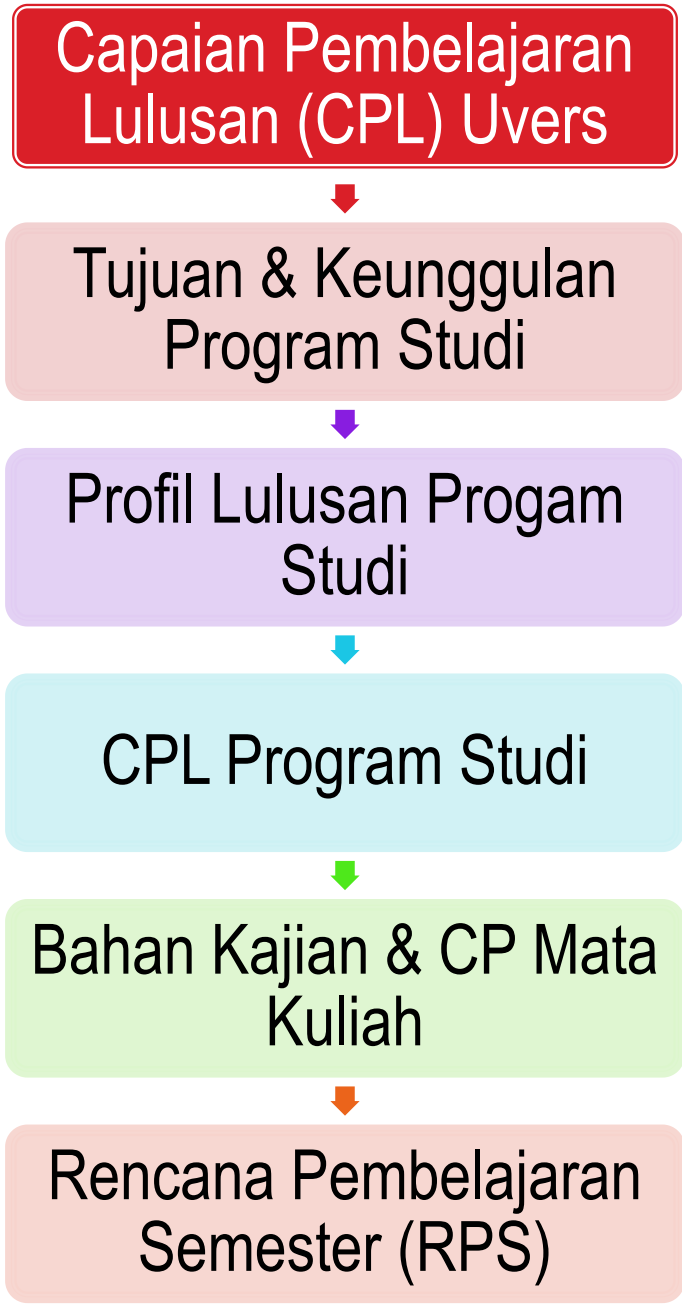 Capaian Pembelajaran
Lulusan (CPL) Uvers
Tujuan & Keunggulan
Program Studi
Profil Lulusan Progam
Studi
CPL Program Studi
Bahan Kajian & CP Mata
Kuliah
Rencana Pembelajaran
Semester (RPS)